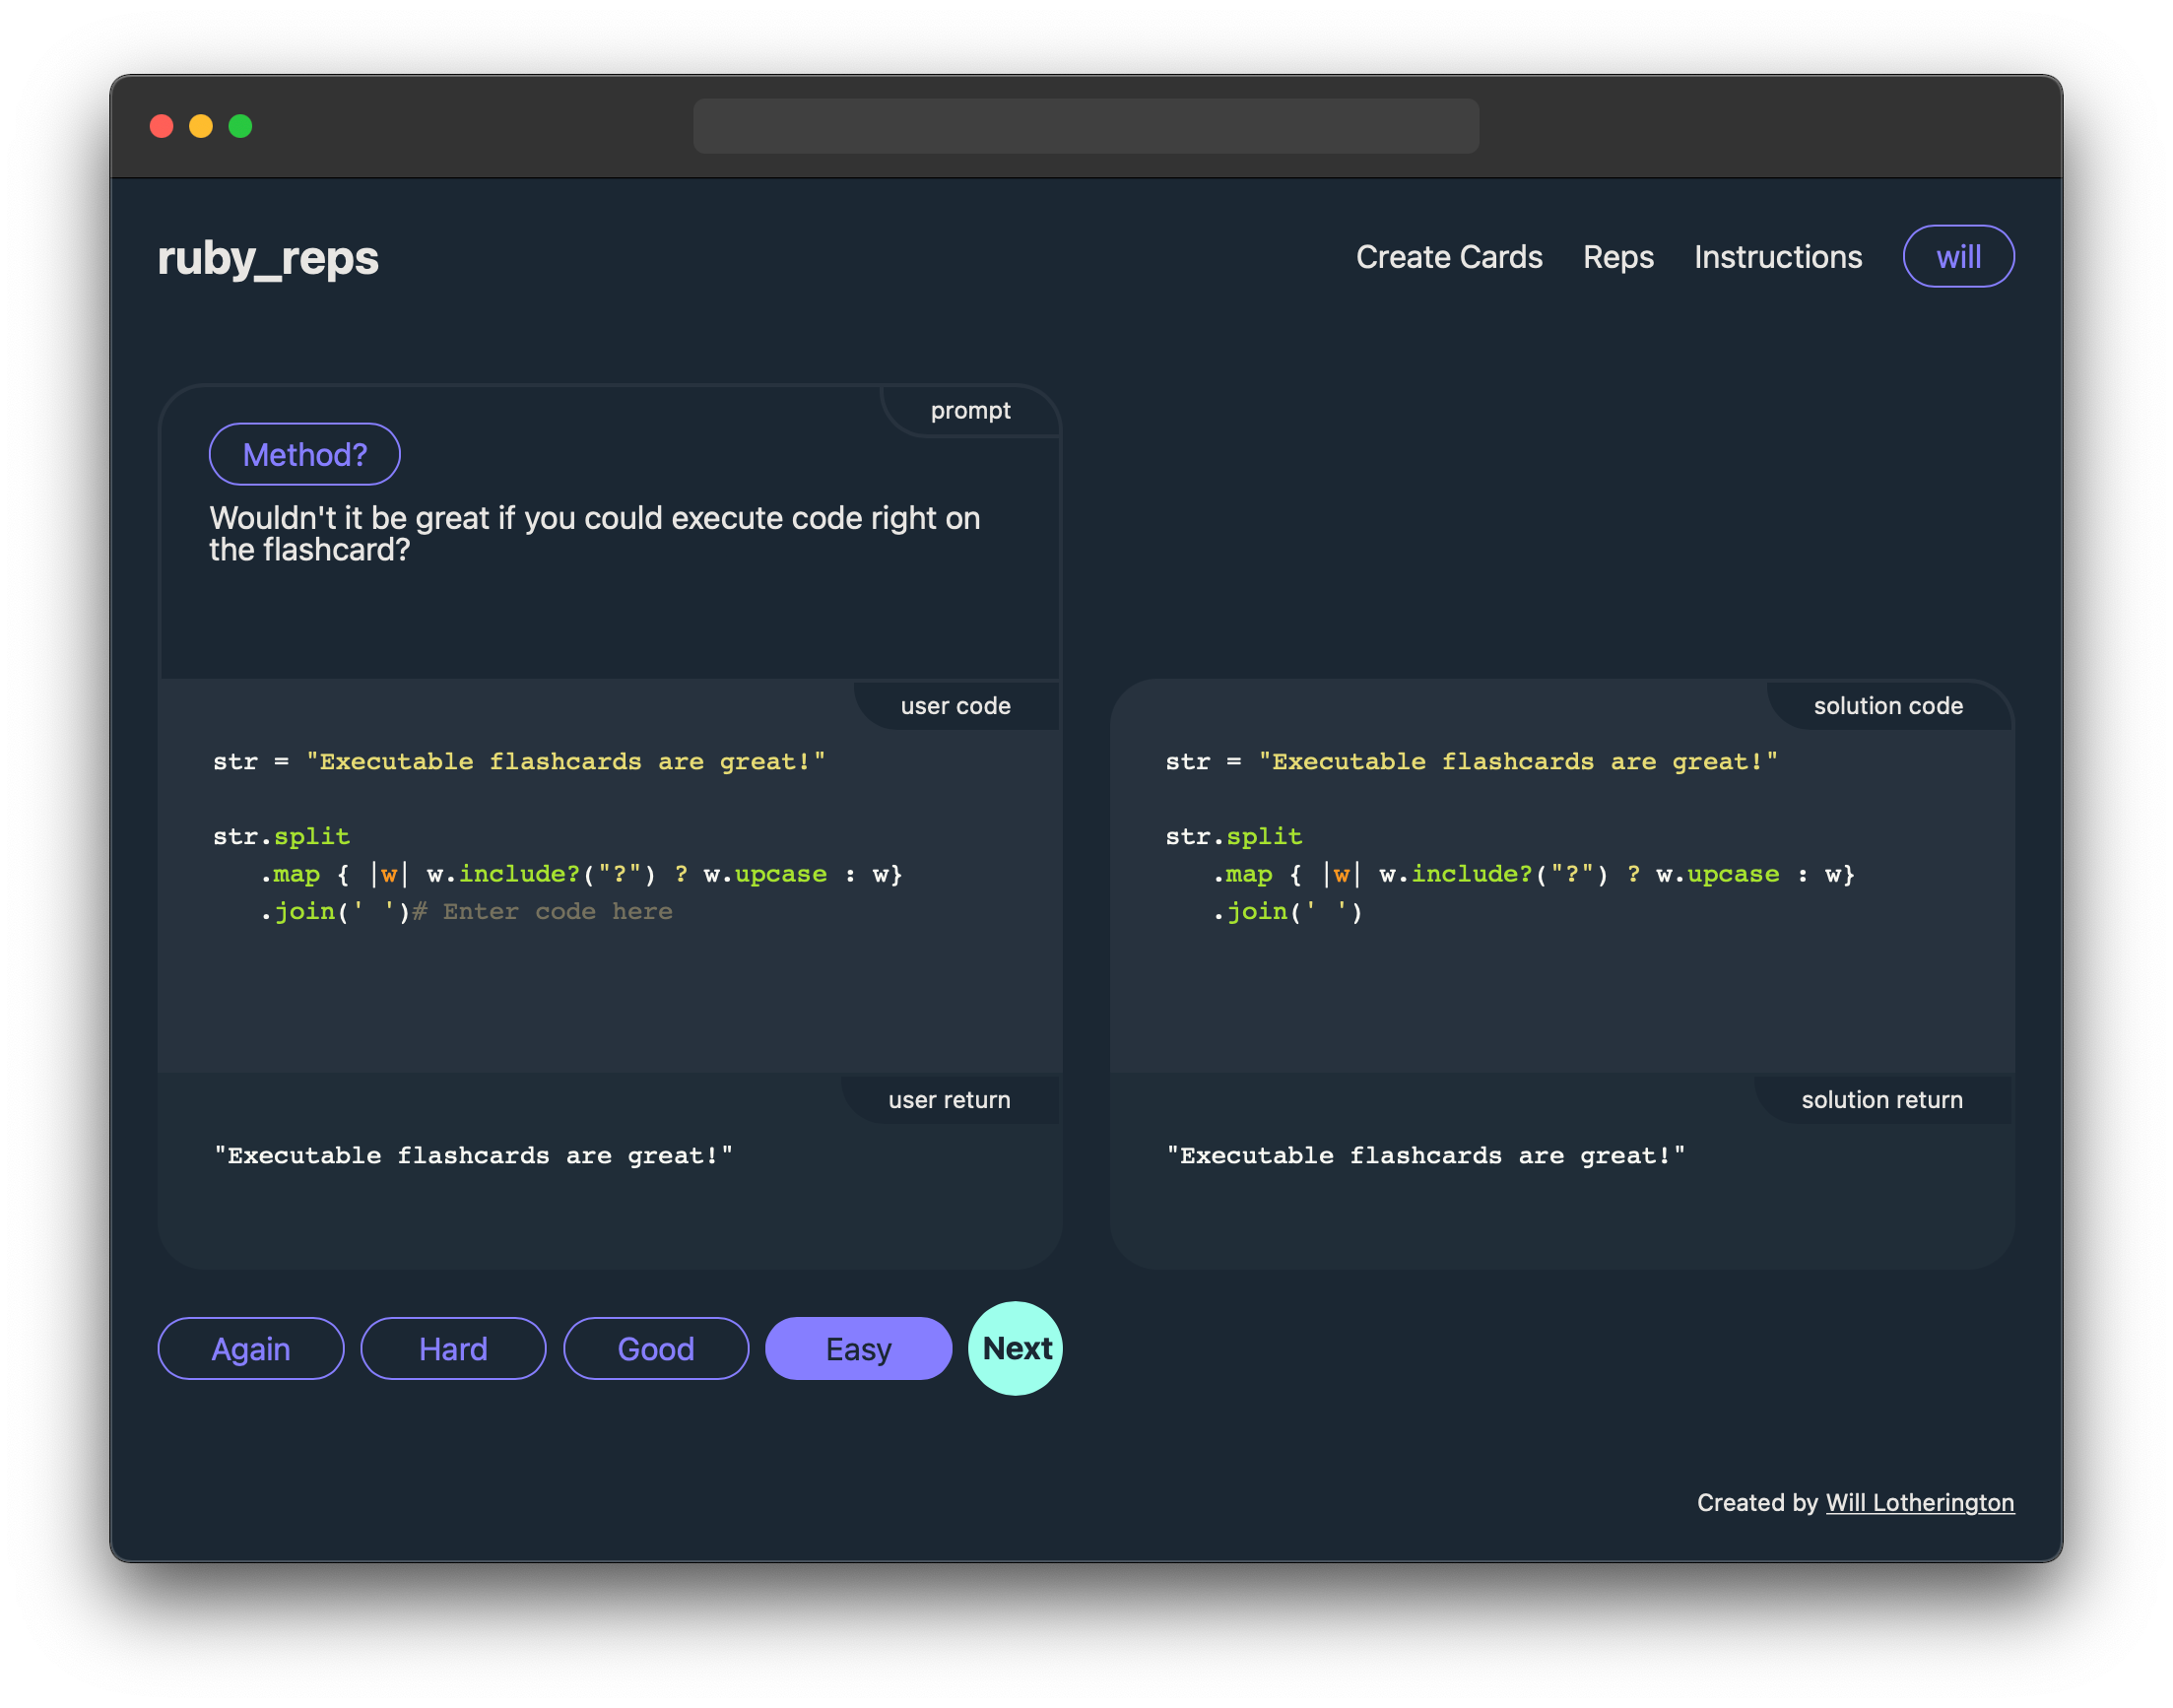 ruby_reps
Create Cards Reps Instructions will
prompt
Method?
Wouldn't it be great if you could execute code right on
the flashcard?
user code
str = "Executable flashcards are great!"
str.split
   .map { |w| w.include?("?") ? w.upcase : w}
   .join(' ')# Enter code here
user return
"Executable flashcards are great!"
solution code
str = "Executable flashcards are great!"
str.split
   .map { |w| w.include?("?") ? w.upcase : w}
   .join(' ')
solution return
"Executable flashcards are great!"
Again Hard Good Easy Next
Created by Will Lotherington